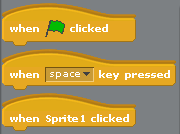 when clicked
when space key pressed
when Sprite1 clicked